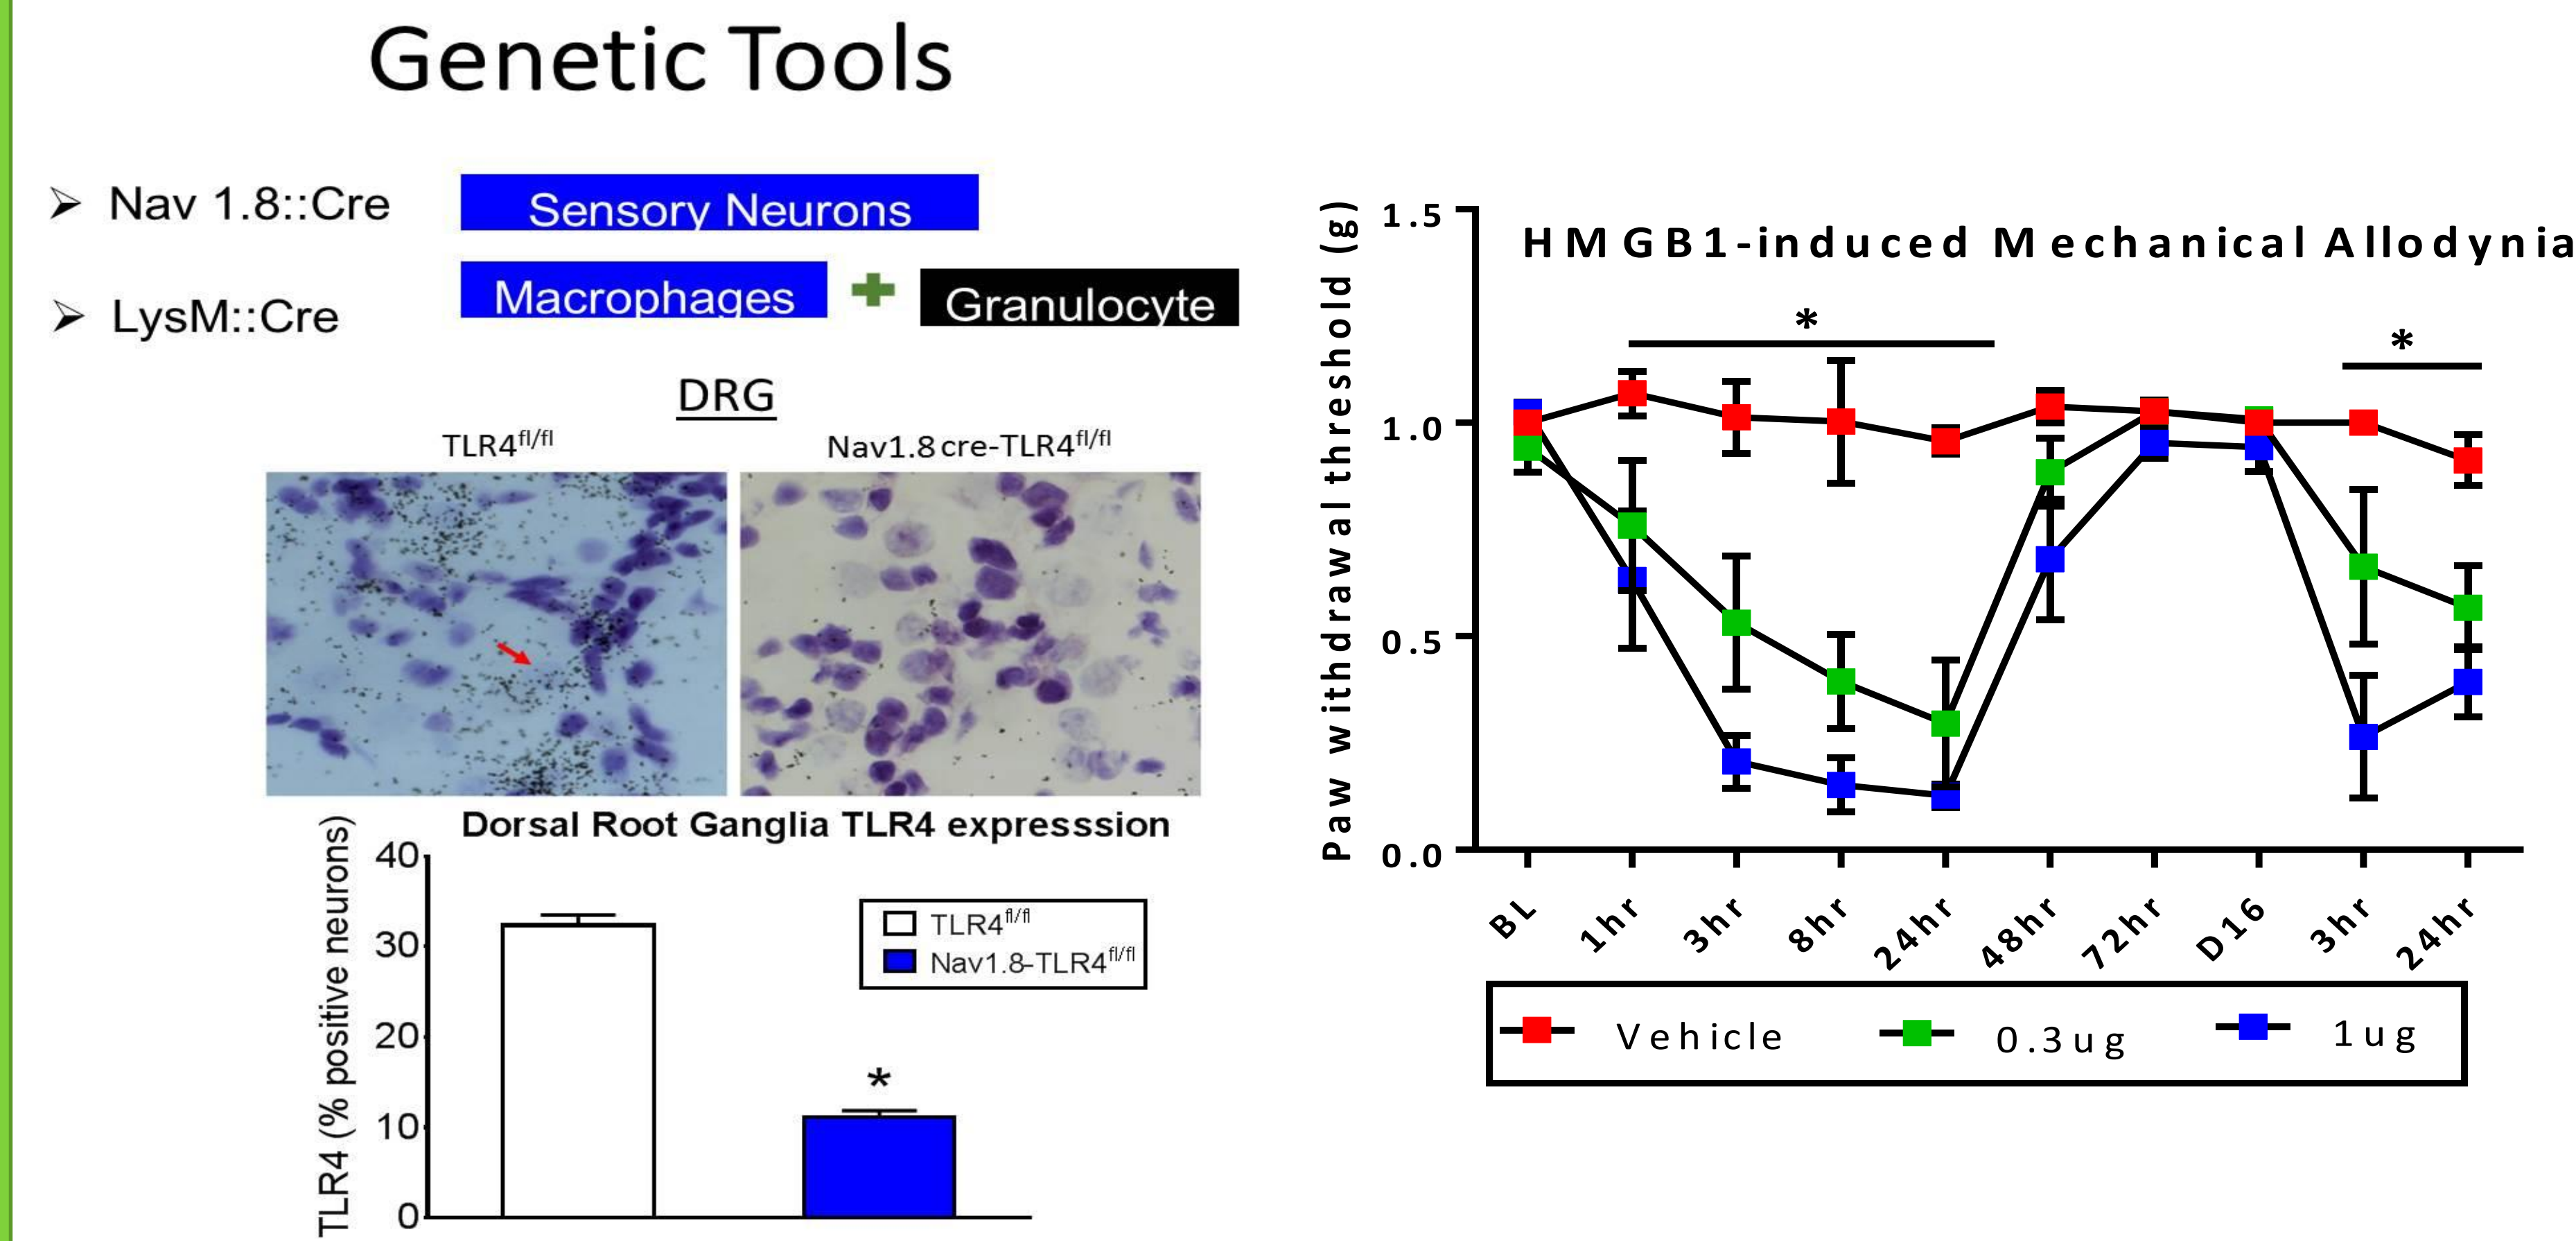 Genetic Tools
➢ Nav 1.8::Cre
Sensory Neurons
➢ LysM::Cre
Macrophages + Granulocyte
DRG
TLR4fl/fl
Nav1.8 cre-TLR4fl/fl
Dorsal Root Ganglia TLR4 expresssion
TLR4 (% positive neurons)
40
30
20
10
0
*
TLR4fl/fl
Nav1.8-TLR4fl/fl
HMGB1-induced Mechanical Allodynia
Paw withdrawal threshold (g)
1.5
1.0
0.5
0.0
*
*
BL 1hr 3hr 8hr 24hr 48hr 72hr D16 3hr 24hr
Vehicle 0.3ug 1ug